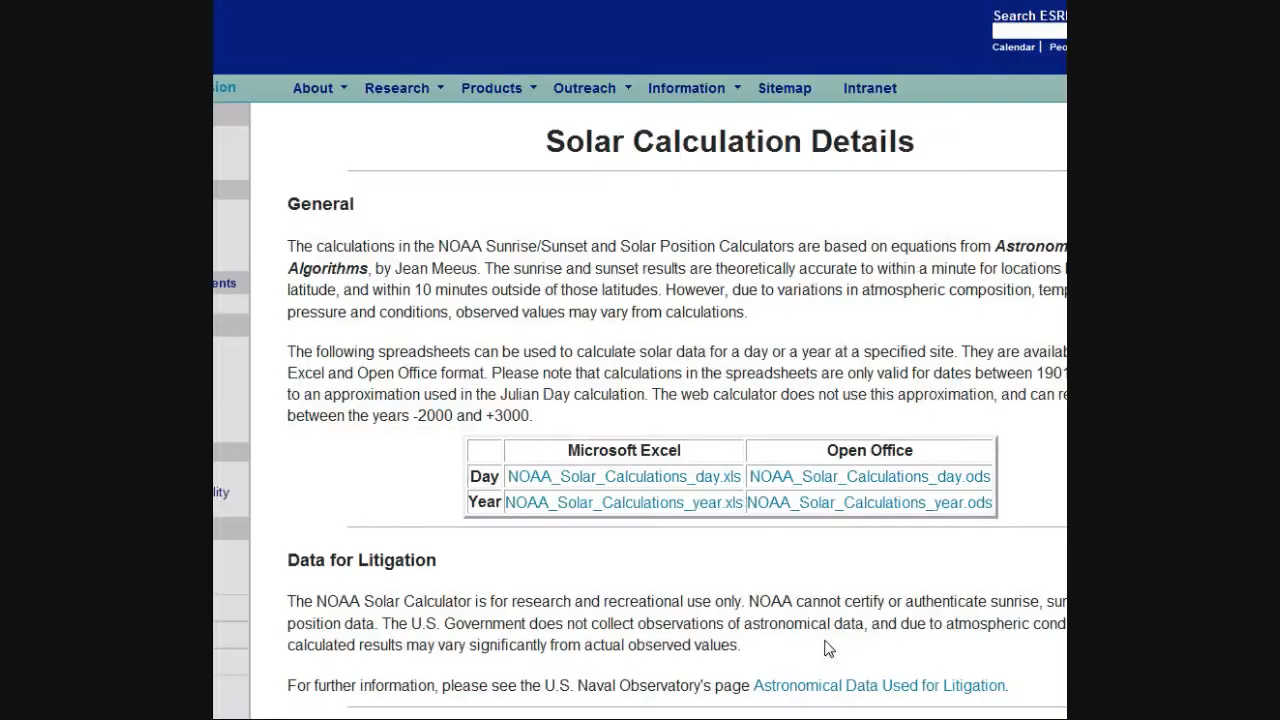 Search ESR
Calendar | Peo
sion About Research Products Outreach Information Sitemap Intranet
Solar Calculation Details
General
The calculations in the NOAA Sunrise/Sunset and Solar Position Calculators are based on equations from Astronom
Algorithms, by Jean Meeus. The sunrise and sunset results are theoretically accurate to within a minute for locations
ents
latitude, and within 10 minutes outside of those latitudes. However, due to variations in atmospheric composition, tem
pressure and conditions, observed values may vary from calculations.
The following spreadsheets can be used to calculate solar data for a day or a year at a specified site. They are availa
Excel and Open Office format. Please note that calculations in the spreadsheets are only valid for dates between 1901
to an approximation used in the Julian Day calculation. The web calculator does not use this approximation, and can re
between the years -2000 and +3000.
Microsoft Excel Open Office
Day NOAA_Solar_Calculations_day.xls NOAA_Solar_Calculations_day.ods
lity
Year NOAA_Solar_Calculations_year.xls NOAA_Solar_Calculations_year.ods
Data for Litigation
The NOAA Solar Calculator is for research and recreational use only. NOAA cannot certify or authenticate sunrise, su
position data. The U.S. Government does not collect observations of astronomical data, and due to atmospheric cond
calculated results may vary significantly from actual observed values.
For further information, please see the U.S. Naval Observatory's page Astronomical Data Used for Litigation.